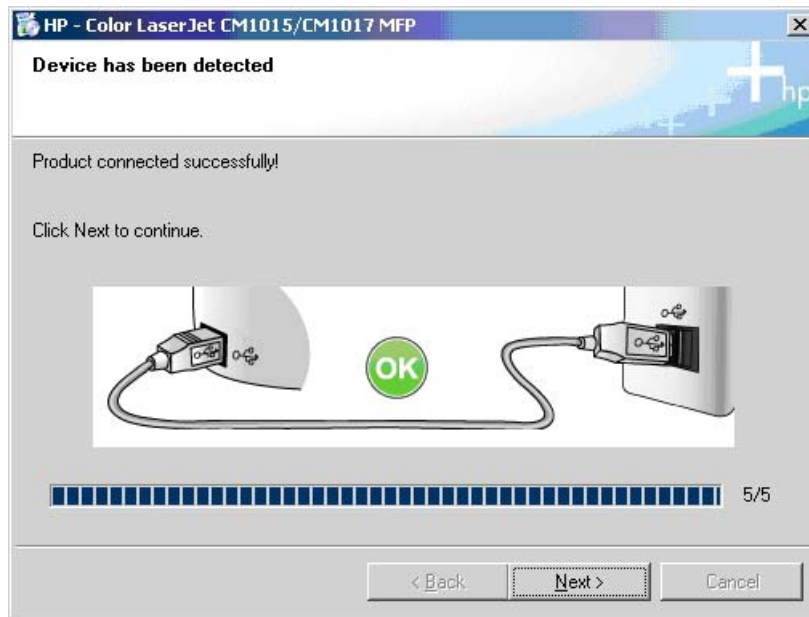 HP - Color LaserJet CM1015/CM1017 MFP
Device has been detected
hp
Product connected successfully!
Click Next to continue.
OK
5/5
< Back
Next >
Cancel